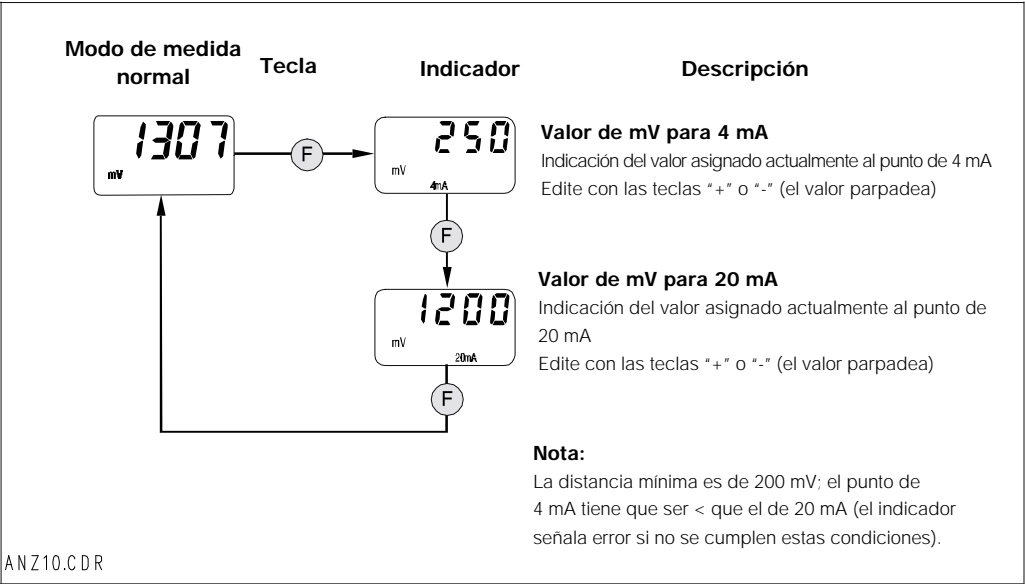 Modo de medida
normal
Tecla
Indicador
Descripción
1307
mV
F
250
mV
4mA
Valor de mV para 4 mA
Indicación del valor asignado actualmente al punto de 4 mA
Edite con las teclas "+" o "-" (el valor parpadea)
F
1200
mV
20mA
Valor de mV para 20 mA
Indicación del valor asignado actualmente al punto de
20 mA
Edite con las teclas "+" o "-" (el valor parpadea)
F
Nota:
La distancia mínima es de 200 mV; el punto de
4 mA tiene que ser < que el de 20 mA (el indicador
señala error si no se cumplen estas condiciones).
ANZ10.CDR